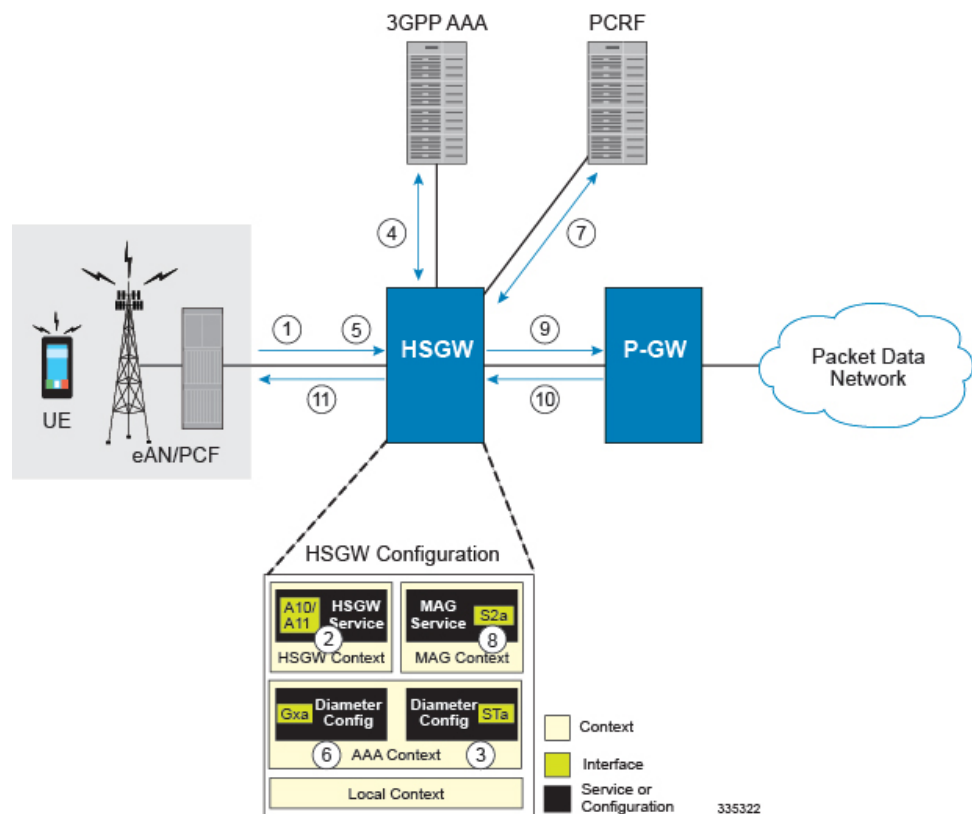 3GPP AAA
PCRF
4
7
1
5
HSGW
9
P-GW
Packet Data
Network
11
10
UE
eAN/PCF
HSGW Configuration
A10/
A11
HSGW
Service
2
HSGW Context
MAG
Service
S2a
8
MAG Context
Gxa
Diameter
Config
6
Diameter
Config
STa
3
AAA Context
Local Context
Context
Interface
Service or
Configuration
335322